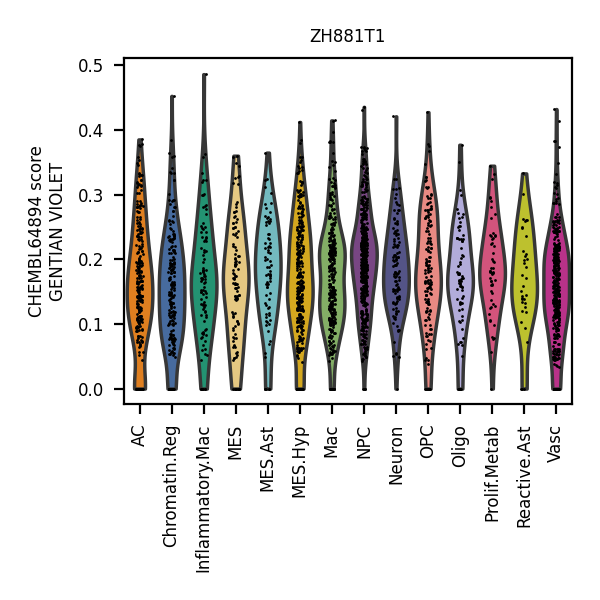 ZH881T1
CHEMBL64894 score
GENTIAN VIOLET
0.5
0.4
0.3
0.2
0.1
0.0
AC
Chromatin.Reg
Inflammatory.Mac
MES
MES.Ast
MES.Hyp
Mac
NPC
Neuron
OPC
Oligo
Prolif.Metab
Reactive.Ast
Vasc